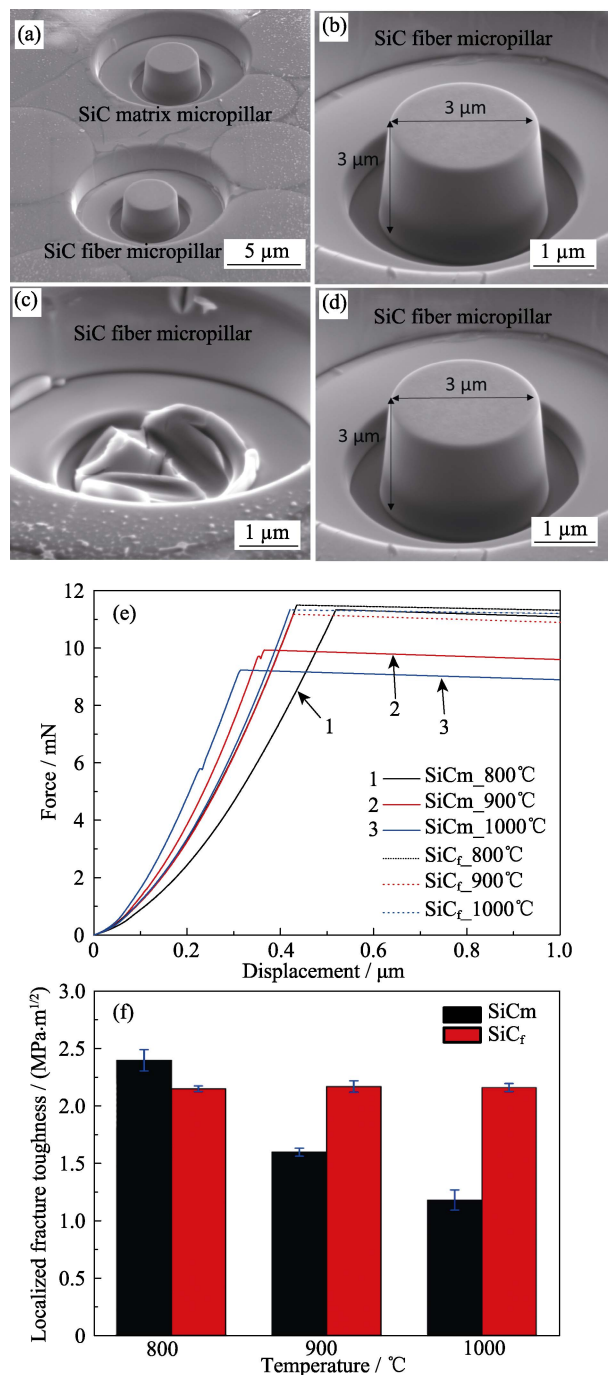 (a)
SiC matrix micropillar
SiC fiber micropillar
5 μm
(b)
SiC fiber micropillar
3 μm
3 μm
1 μm
(c)
SiC fiber micropillar
1 μm
(d)
SiC fiber micropillar
3 μm
3 μm
1 μm
(e)
Force / mN
12
10
8
6
4
2
0
0
0.2
0.4
0.6
0.8
1.0
Displacement / μm
1
2
3
1 SiCm_800℃
2 SiCm_900℃
3 SiCm_1000℃
SiCf_800℃
SiCf_900℃
SiCf_1000℃
(f)
Localized fracture toughness / (MPa·m1/2)
3.0
2.5
2.0
1.5
1.0
0.5
0
SiCm
SiCf
800
900
1000
Temperature / ℃